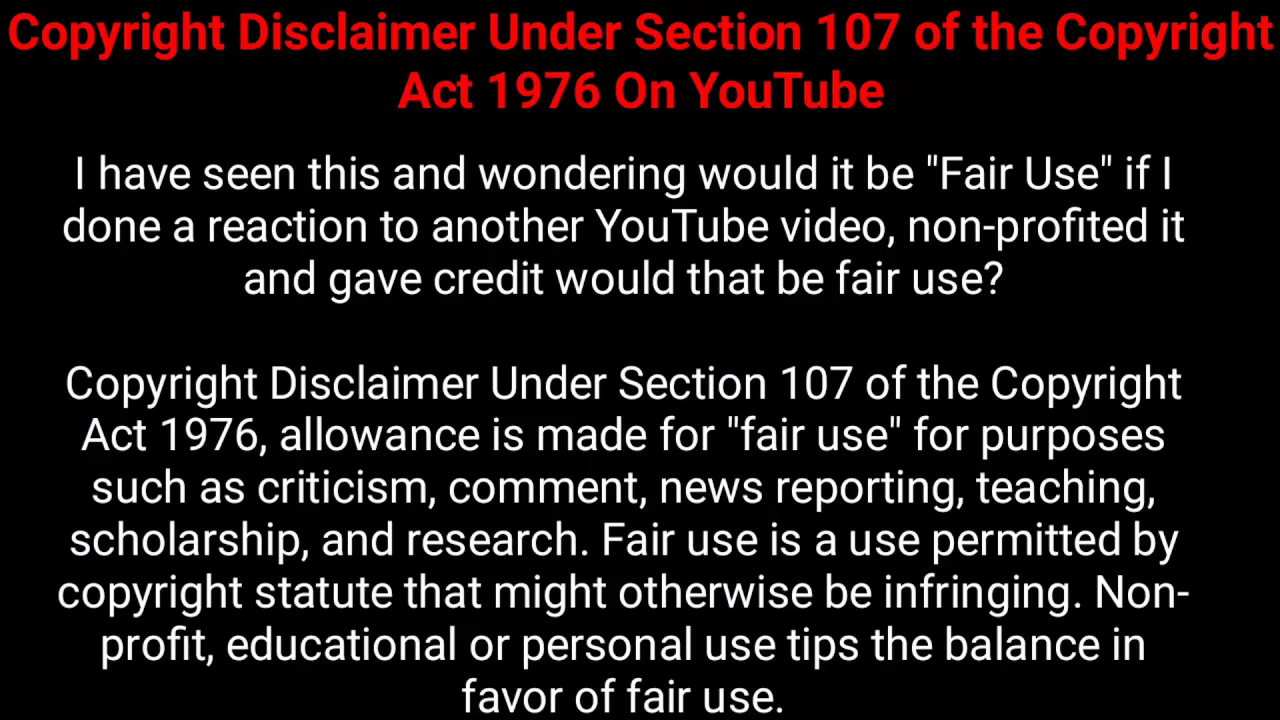 Copyright Disclaimer Under Section 107 of the Copyright
Act 1976 On YouTube
I have seen this and wondering would it be "Fair Use" if I
done a reaction to another YouTube video, non-profited it
and gave credit would that be fair use?
Copyright Disclaimer Under Section 107 of the Copyright
Act 1976, allowance is made for "fair use" for purposes
such as criticism, comment, news reporting, teaching,
scholarship, and research. Fair use is a use permitted by
copyright statute that might otherwise be infringing. Non-
profit, educational or personal use tips the balance in
favor of fair use.